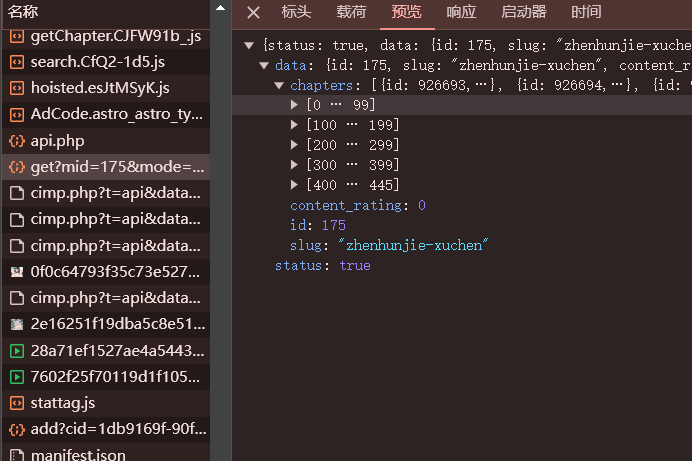 名称
getChapter.CJFW91b_.js
search.CfQ2-1d5.js
hoisted.esJtMSyK.js
AdCode.astro_astro_ty...
api.php
get?mid=175&mode=...
cimp.php?t=api&data...
cimp.php?t=api&data...
cimp.php?t=api&data...
0f0c64793f35c73e527...
cimp.php?t=api&data...
2e16251f19dba5c8e51...
28a71ef1527ae4a5443...
7602f25f70119d1f105...
stattag.js
add?cid=1db9169f-90f...
manifest.json
标头 载荷 预览 响应 启动器 时间
{status: true, data: {id: 175, slug: "zhenhunjie-xuchen"
data: {id: 175, slug: "zhenhunjie-xuchen", content_r
chapters: [{id: 926693,…}, {id: 926694,…}, {id: 9
[0 … 99]
[100 … 199]
[200 … 299]
[300 … 399]
[400 … 445]
content_rating: 0
id: 175
slug: "zhenhunjie-xuchen"
status: true